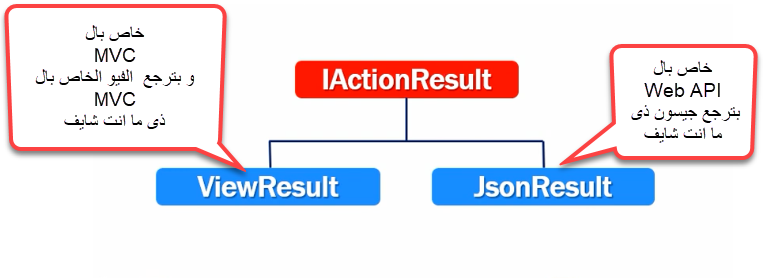 خاص بال
MVC
و بترجع الفيو الخاص بال
MVC
ذى ما انت شايف
IActionResult
خاص بال
Web API
بترجع جيسون ذى
ما انت شايف
ViewResult
JsonResult